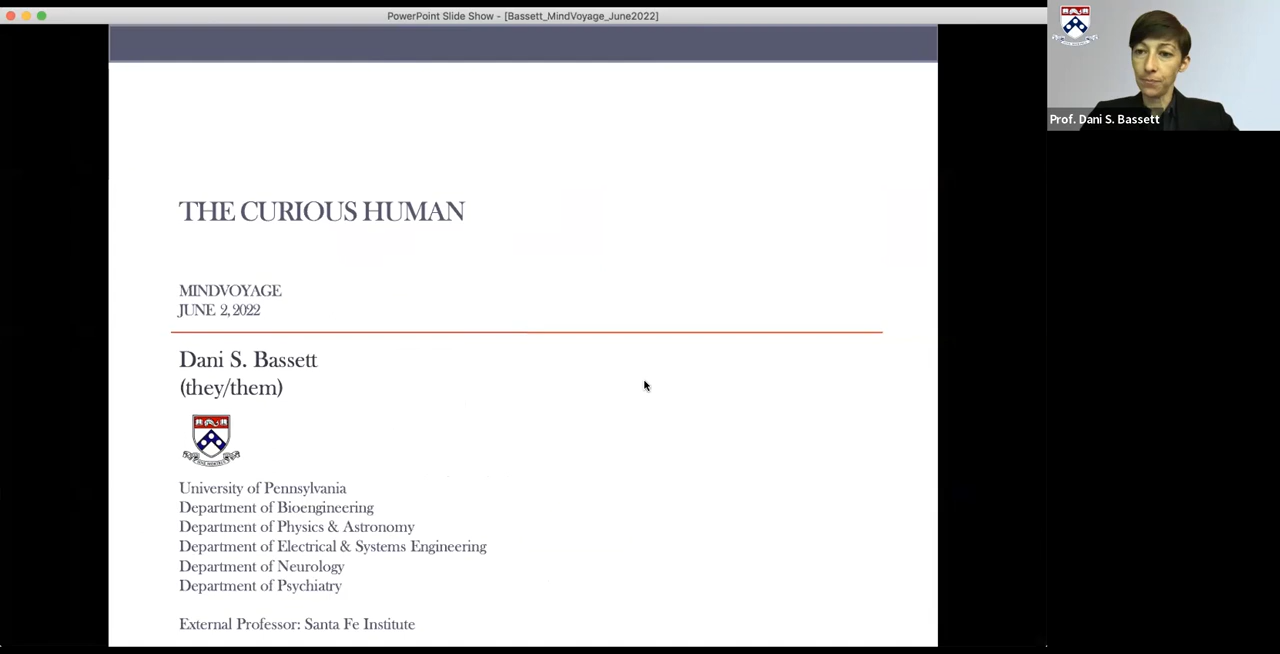 PowerPoint Slide Show - [Bassett_MindVoyage_June2022]
Prof. Dani S. Bassett
THE CURIOUS HUMAN
MINDVOYAGE
JUNE 2, 2022
Dani S. Bassett
(they/them)
University of Pennsylvania
Department of Bioengineering
Department of Physics & Astronomy
Department of Electrical & Systems Engineering
Department of Neurology
Department of Psychiatry
External Professor: Santa Fe Institute